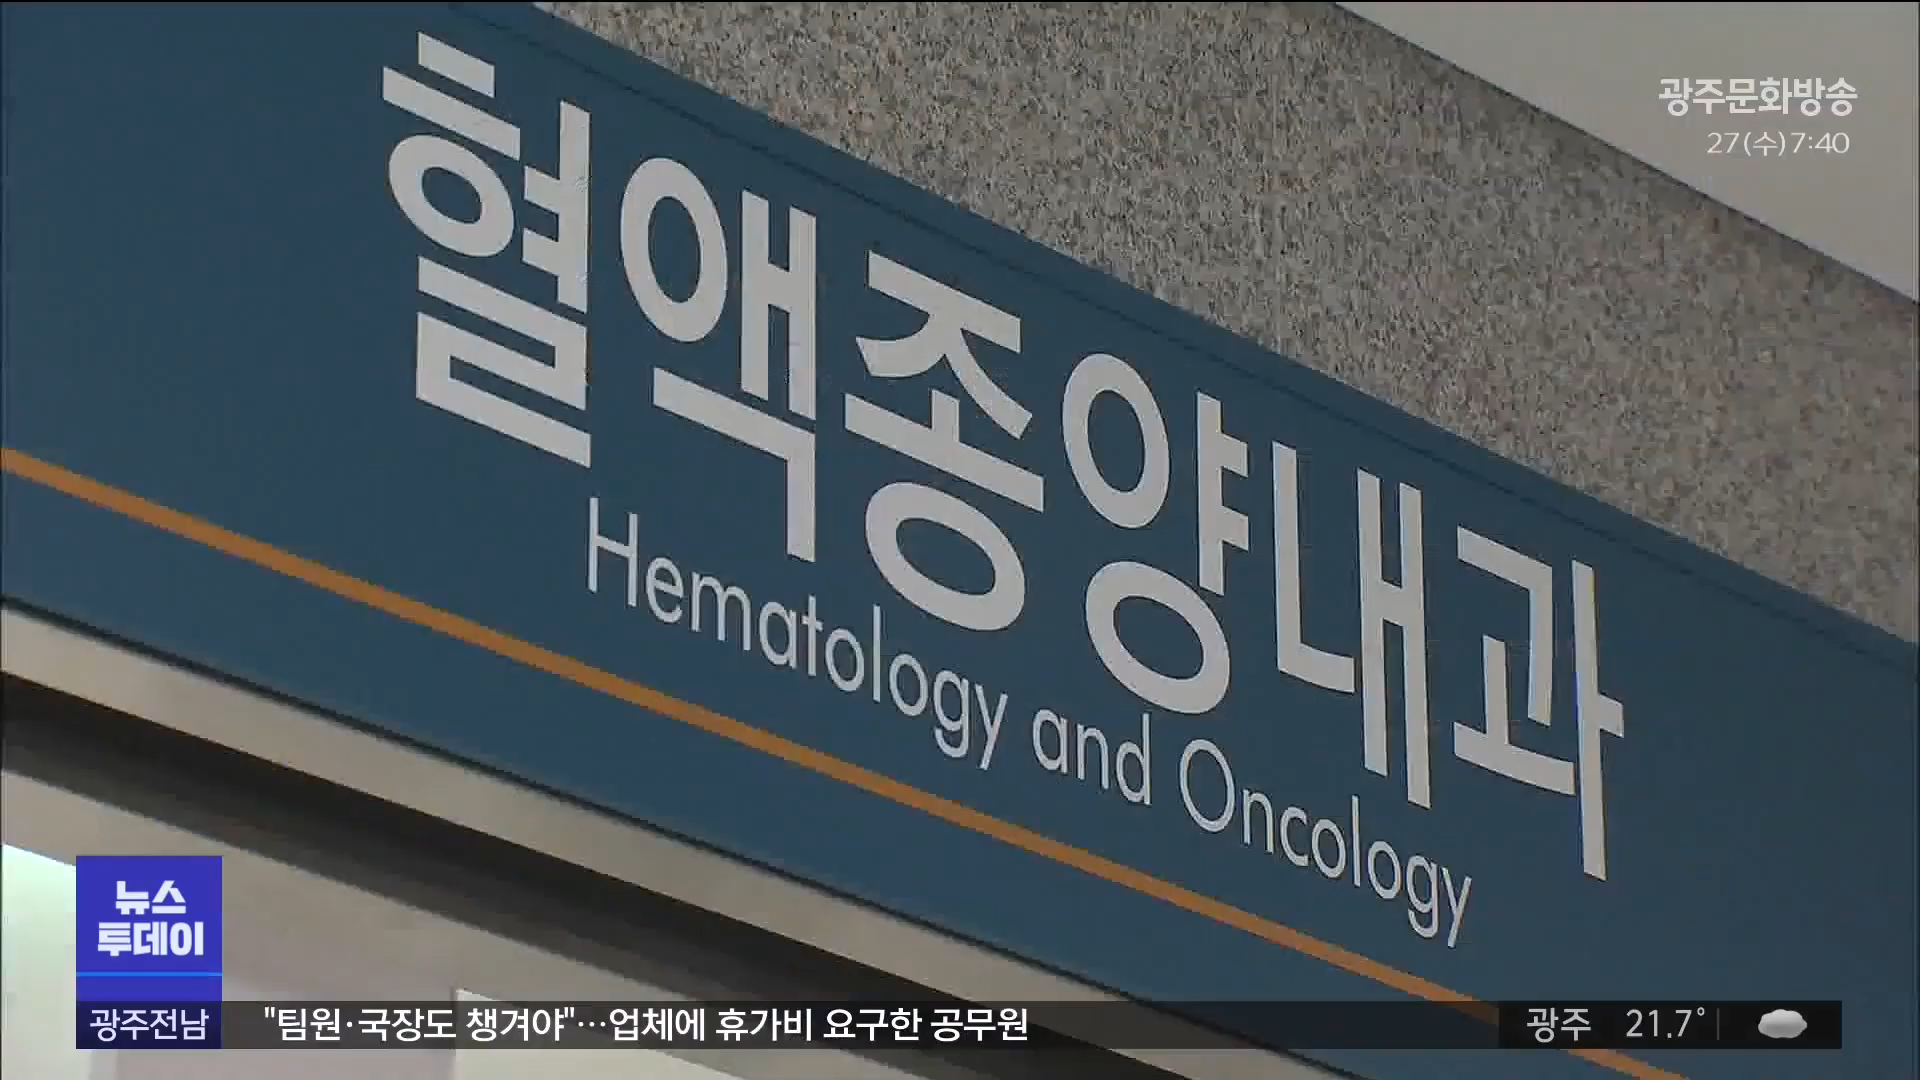 광주문화방송
27(수)7:40
혈액종양내과
Hematology and Oncology
뉴스
투데이
광주전남 "팀원·국장도 챙겨야"…업체에 휴가비 요구한 공무원 광주 21.7°